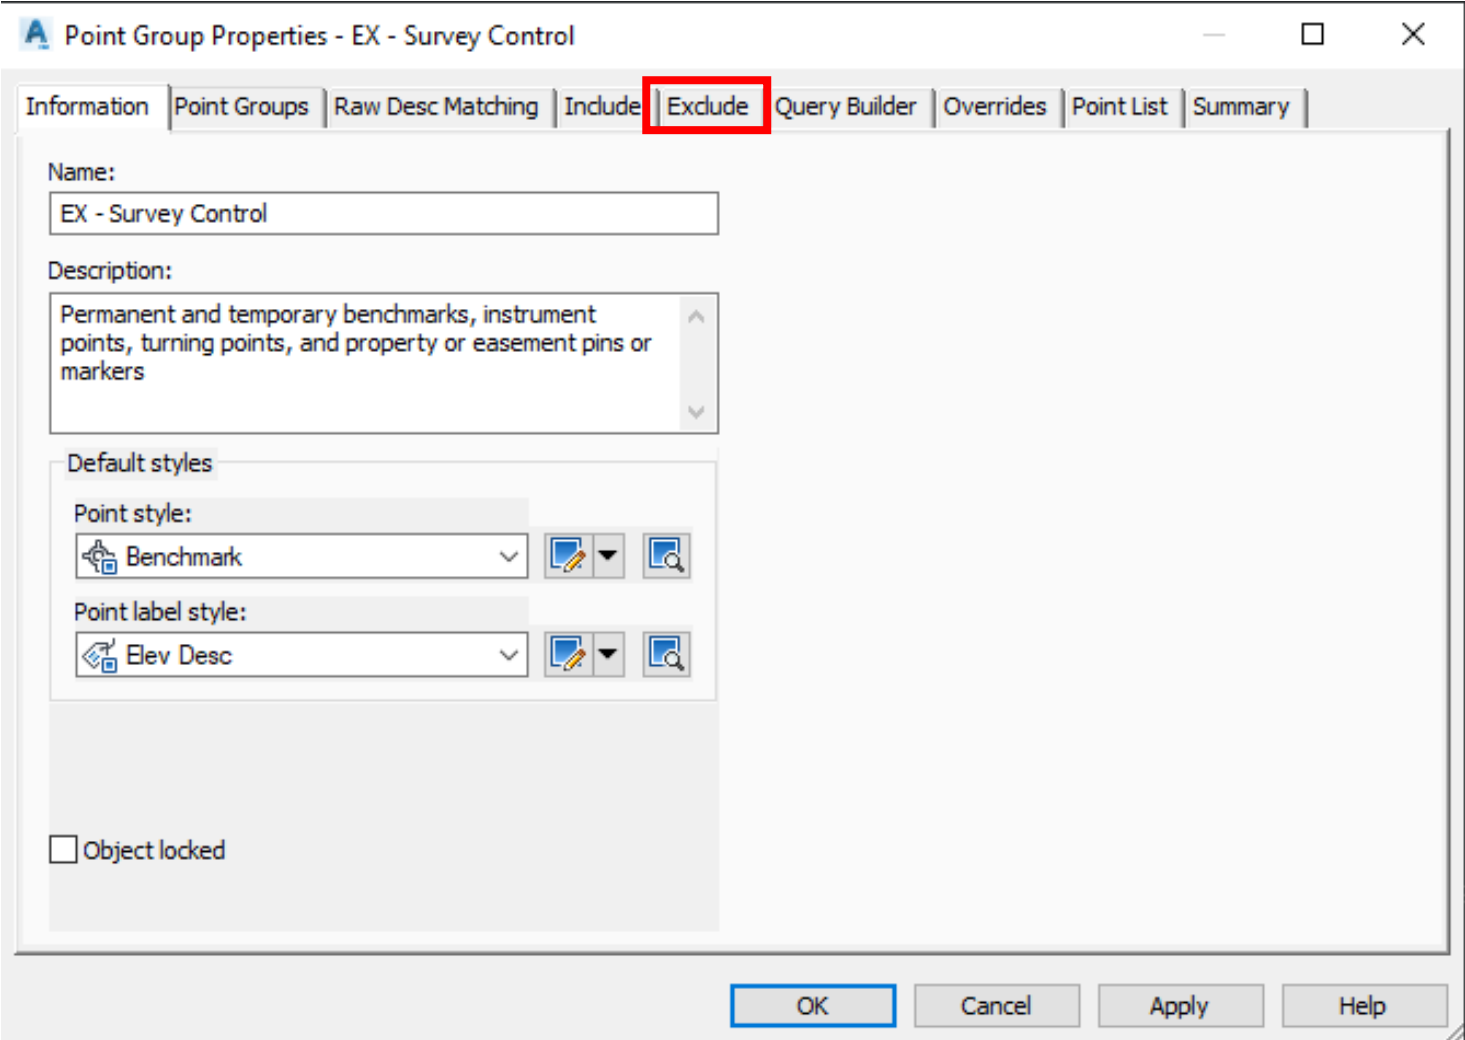 Point Group Properties - EX - Survey Control
Information Point Groups Raw Desc Matching Include Exclude Query Builder Overrides Point List Summary
Name:
EX - Survey Control
Description:
Permanent and temporary benchmarks, instrument
points, turning points, and property or easement pins or
markers
Default styles
Point style:
Benchmark
Point label style:
Elev Desc
Object locked
OK Cancel Apply Help